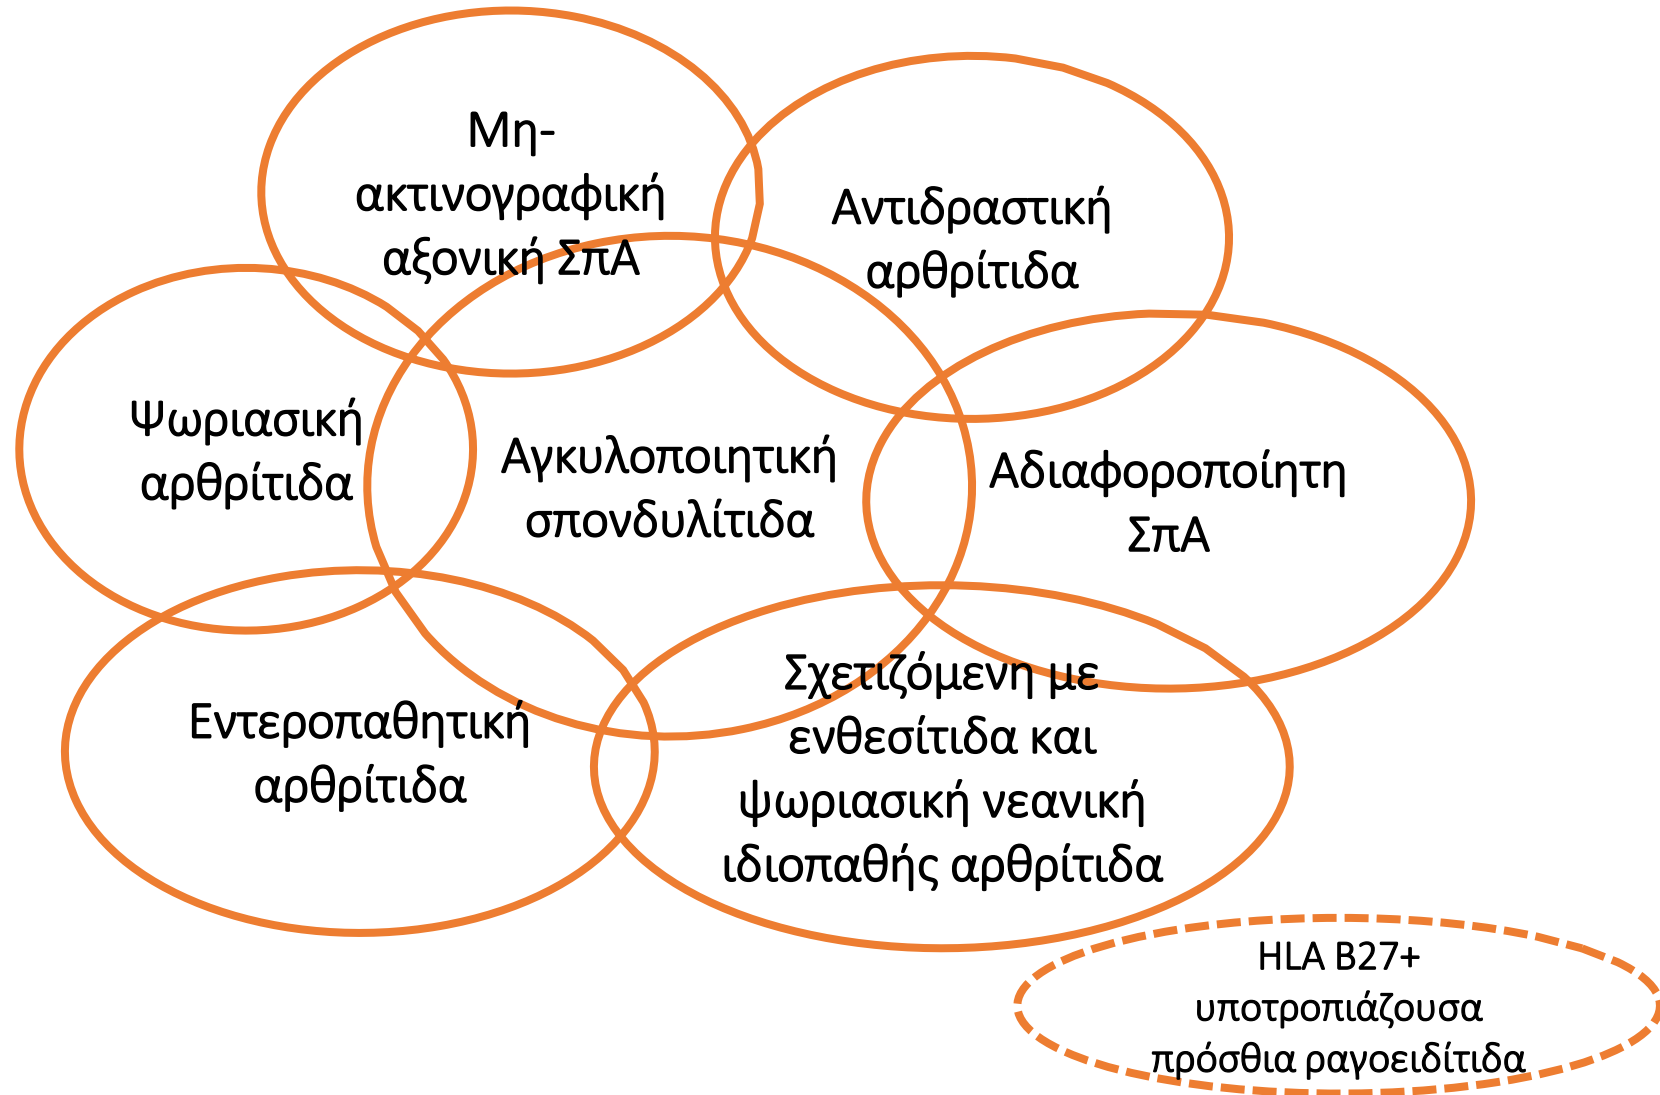 Μη-
ακτινογραφική
αξονική ΣπΑ
Αντιδραστική
αρθρίτιδα
Ψωριασική
αρθρίτιδα
Αγκυλοποιητική
σπονδυλίτιδα
Αδιαφοροποίητη
ΣπΑ
Εντεροπαθητική
αρθρίτιδα
Σχετιζόμενη με
ενθεσίτιδα και
ψωριασική νεανική
ιδιοπαθής αρθρίτιδα
HLA B27+
υποτροπιάζουσα
πρόσθια ραγοειδίτιδα